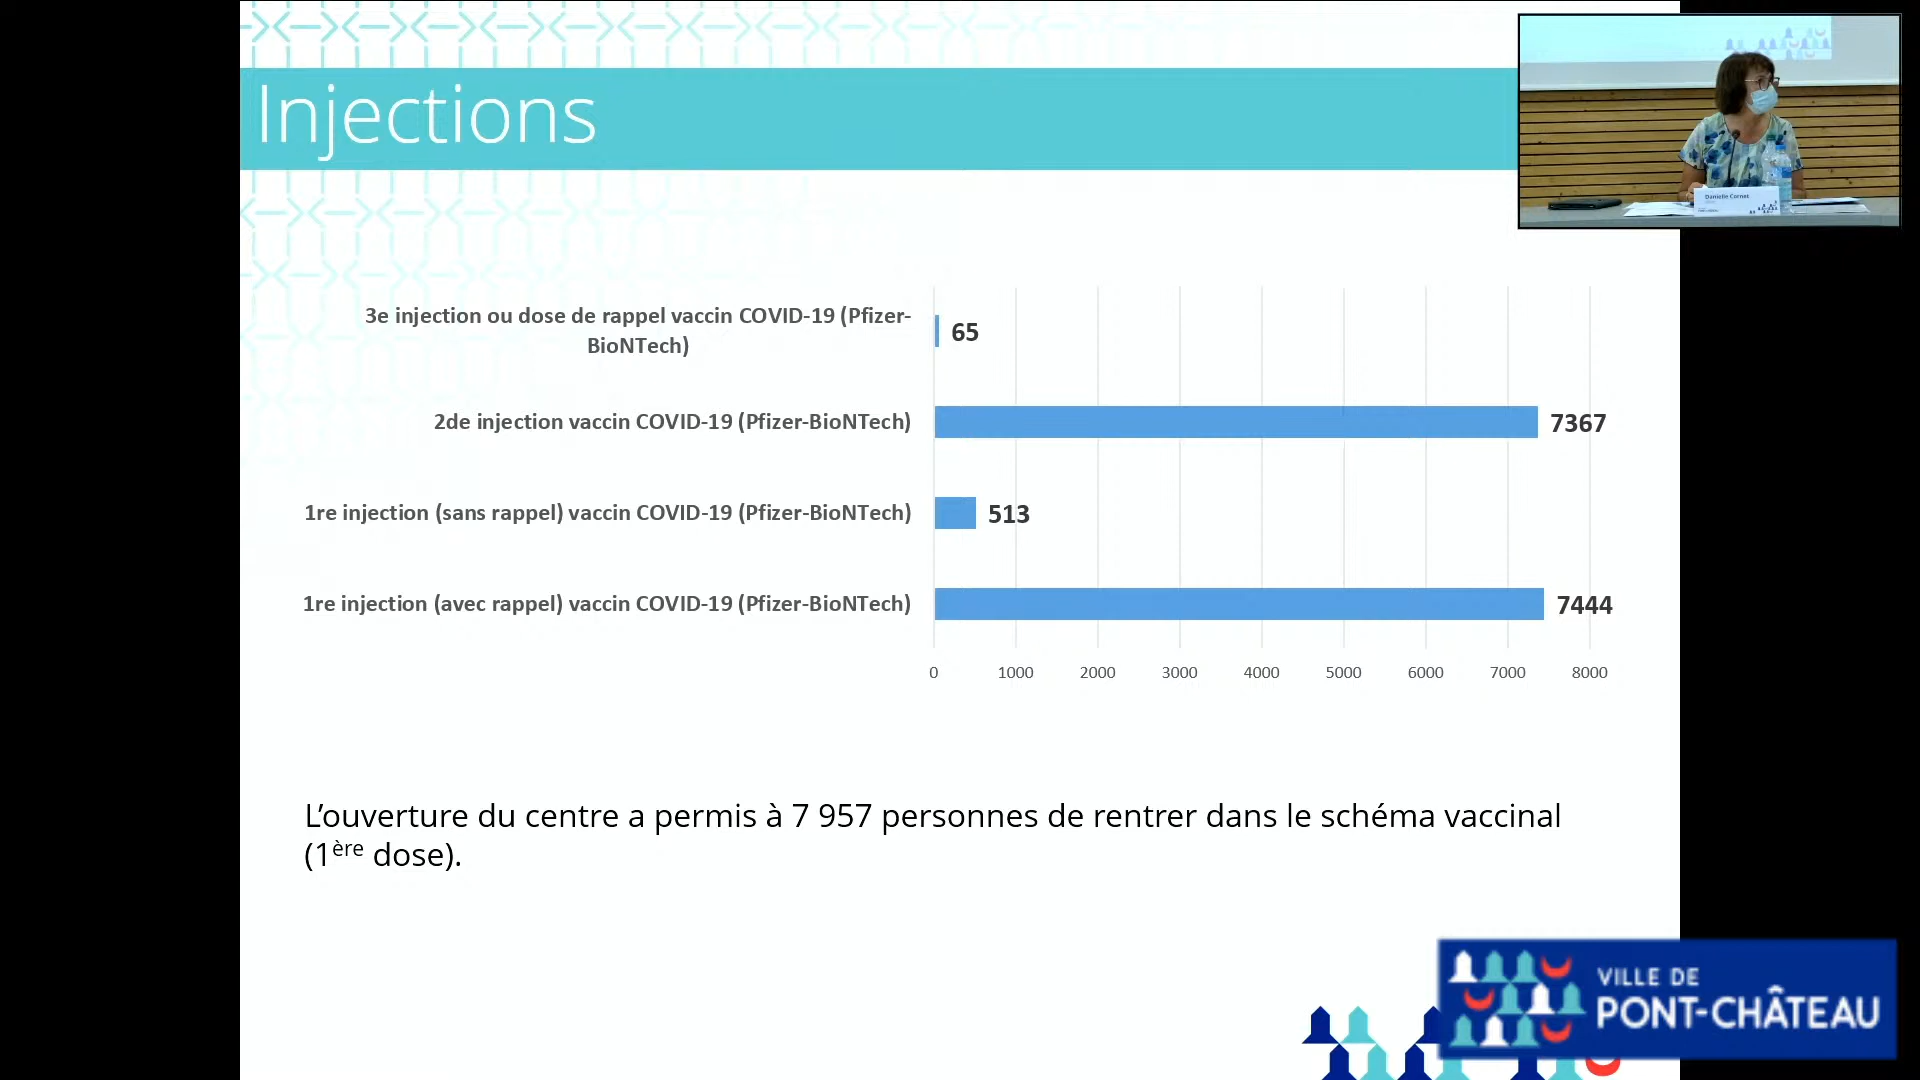 Injections
Danielle Cornet
3e injection ou dose de rappel vaccin COVID-19 (Pfizer-
BioNTech)
65
2de injection vaccin COVID-19 (Pfizer-BioNTech)
7367
1re injection (sans rappel) vaccin COVID-19 (Pfizer-BioNTech)
513
1re injection (avec rappel) vaccin COVID-19 (Pfizer-BioNTech)
7444
0 1000 2000 3000 4000 5000 6000 7000 8000
L’ouverture du centre a permis à 7 957 personnes de rentrer dans le schéma vaccinal
(1ère dose).
VILLE DE
PONT-CHÂTEAU